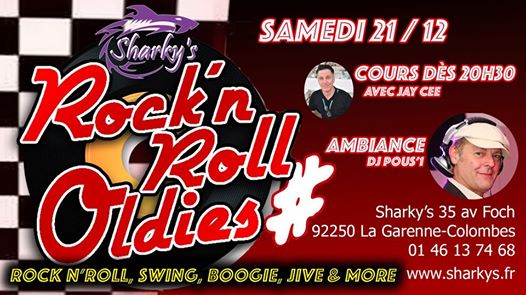 Sharky's
Rock'n
Roll
Oldies#
SAMEDI 21 / 12
COURS DÈS 20H30
AVEC JAY CEE
AMBIANCE
DJ POUS'1
Sharky's 35 av Foch
92250 La Garenne-Colombes
01 46 13 74 68
www.sharkys.fr
ROCK N'ROLL, SWING, BOOGIE, JIVE & MORE